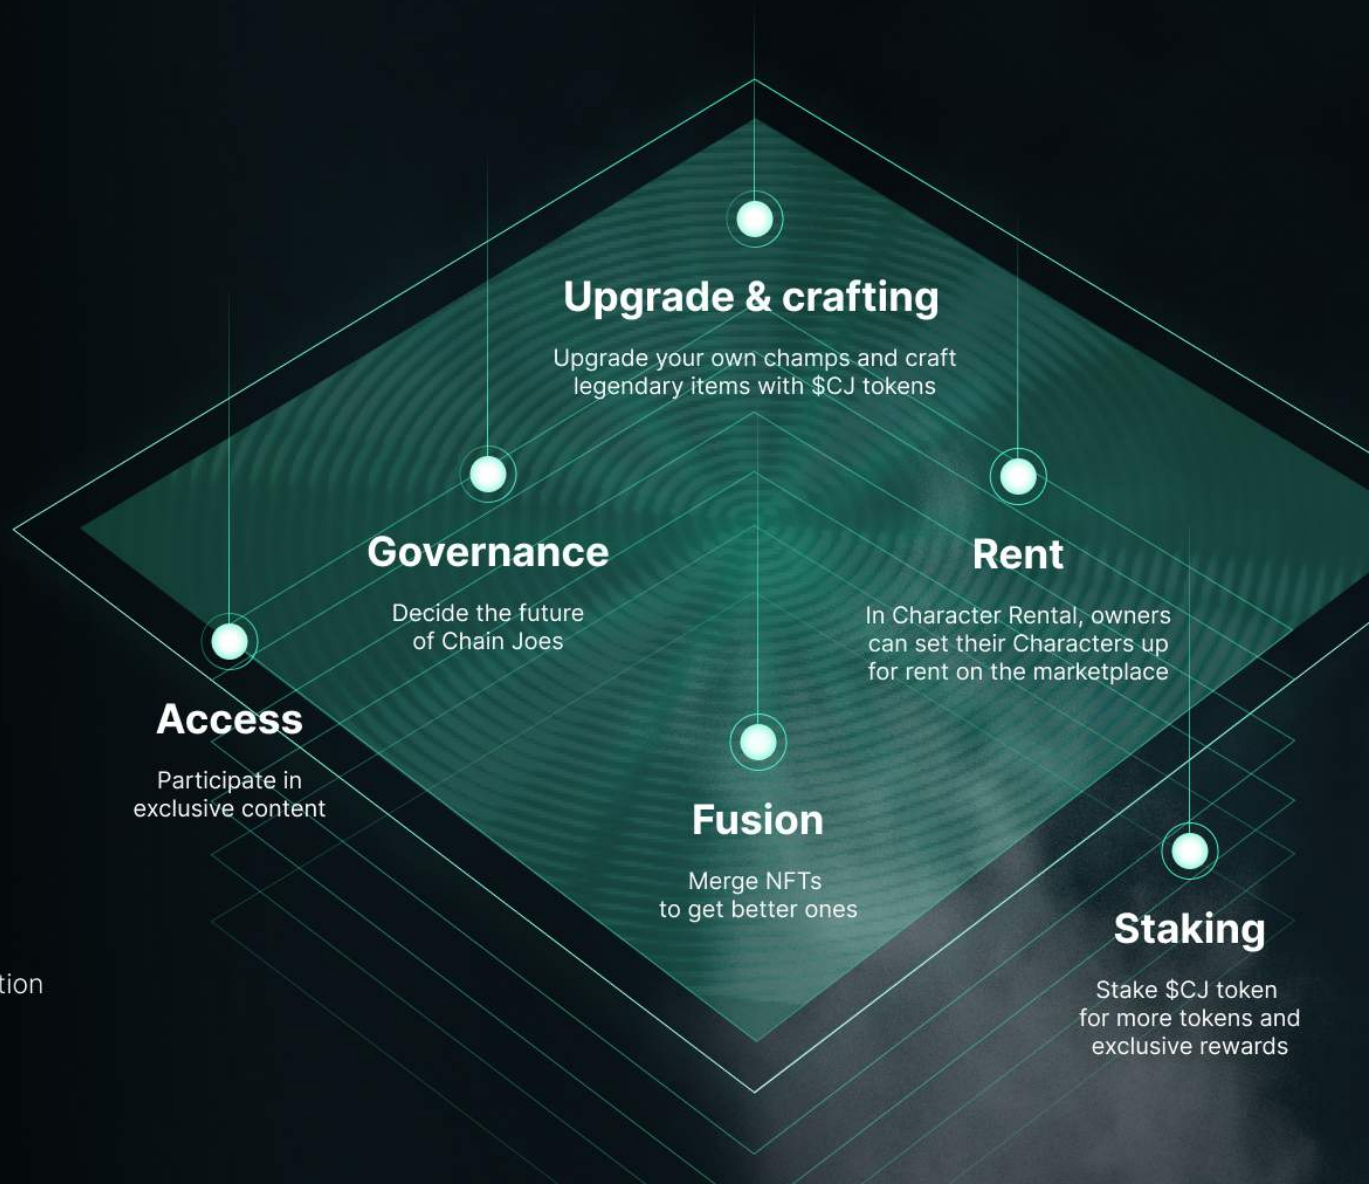 Upgrade & crafting
Upgrade your own champs and craft
legendary items with $CJ tokens
Governance
Decide the future
of Chain Joes
Rent
In Character Rental, owners
can set their Characters up
for rent on the marketplace
Access
Participate in
exclusive content
Fusion
Merge NFTs
to get better ones
Staking
Stake $CJ token
for more tokens and
exclusive rewards
tion